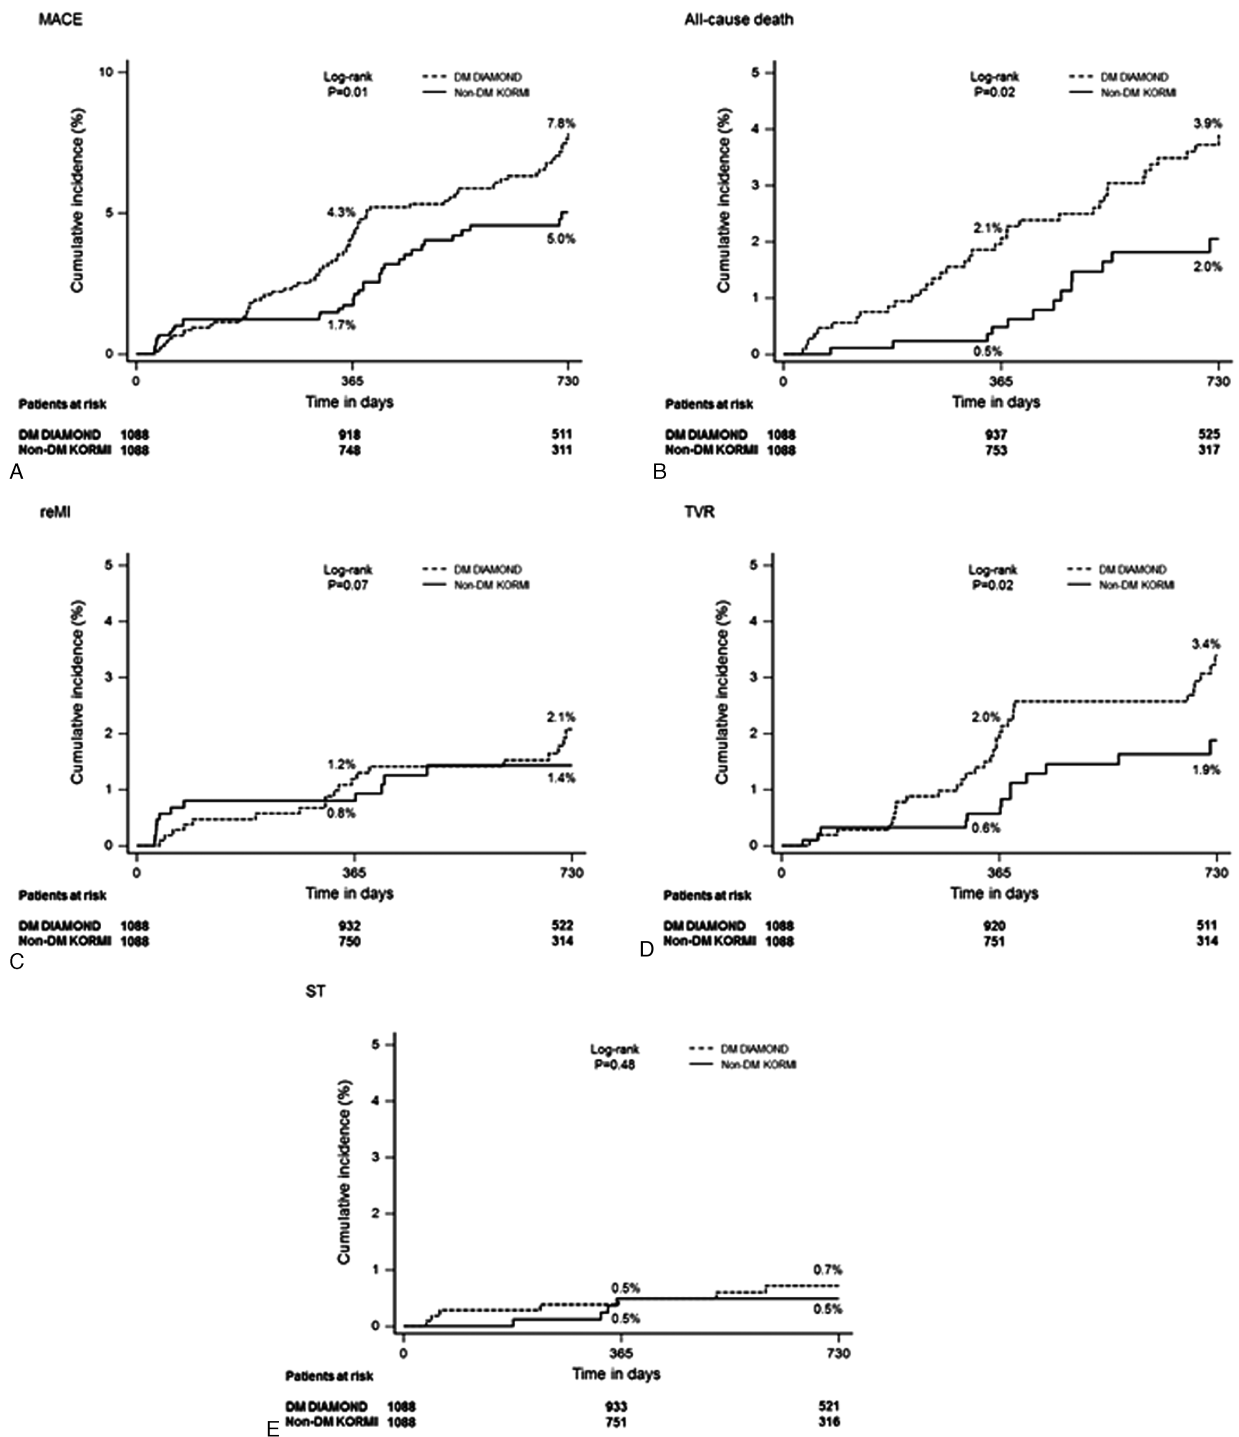 MACE
Log-rank
P=0.01
DM DIAMOND
Non-DM KORMI
Cumulative incidence (%)
10
5
0
7.8%
4.3%
5.0%
1.7%
0 365 730
Time in days
Patients at risk
DM DIAMOND 1088 918 511
Non-DM KORMI 1088 748 311
A
All-cause death
Log-rank
P=0.02
DM DIAMOND
Non-DM KORMI
Cumulative incidence (%)
5
4
3
2
1
0
3.9%
2.1%
2.0%
0.5%
0 365 730
Time in days
Patients at risk
DM DIAMOND 1088 937 525
Non-DM KORMI 1088 753 317
B
reMI
Log-rank
P=0.07
DM DIAMOND
Non-DM KORMI
Cumulative incidence (%)
5
4
3
2
1
0
2.1%
1.2%
1.4%
0.8%
0 365 730
Time in days
Patients at risk
DM DIAMOND 1088 932 522
Non-DM KORMI 1088 750 314
C
TVR
Log-rank
P=0.02
DM DIAMOND
Non-DM KORMI
Cumulative incidence (%)
5
4
3
2
1
0
3.4%
2.0%
1.9%
0.6%
0 365 730
Time in days
Patients at risk
DM DIAMOND 1088 920 511
Non-DM KORMI 1088 751 314
D
ST
Log-rank
P=0.48
DM DIAMOND
Non-DM KORMI
Cumulative incidence (%)
5
4
3
2
1
0
0.7%
0.5%
0.5%
0.5%
0 365 730
Time in days
Patients at risk
DM DIAMOND 1088 933 521
Non-DM KORMI 1088 751 316
E